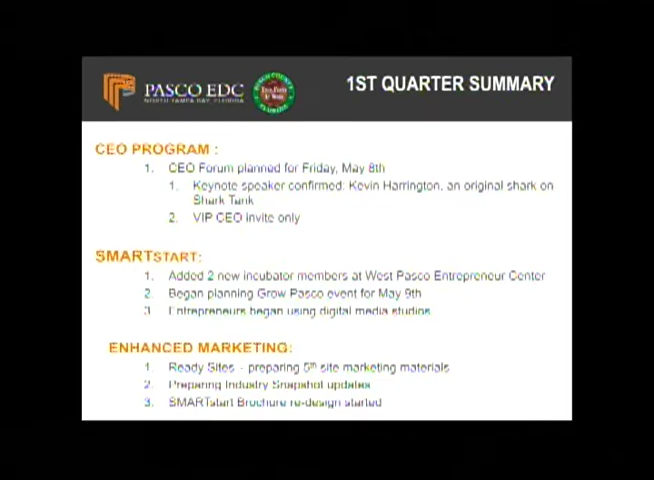 PASCO EDC
NORTH TAMPA BAY, FLORIDA
PASCO COUNTY
FLORIDA
1ST QUARTER SUMMARY
CEO PROGRAM :
1. CEO Forum planned for Friday, May 8th
1. Keynote speaker confirmed: Kevin Harrington, an original shark on
Shark Tank
2. VIP CEO invite only
SMARTSTART:
1. Added 2 new incubator members at West Pasco Entrepreneur Center
2. Began planning Grow Pasco event for May 9th
3. Entrepreneurs began using digital media studios
ENHANCED MARKETING:
1. Ready Sites - preparing 5th site marketing materials
2. Preparing Industry Snapshot updates
3. SMARTstart Brochure re-design started